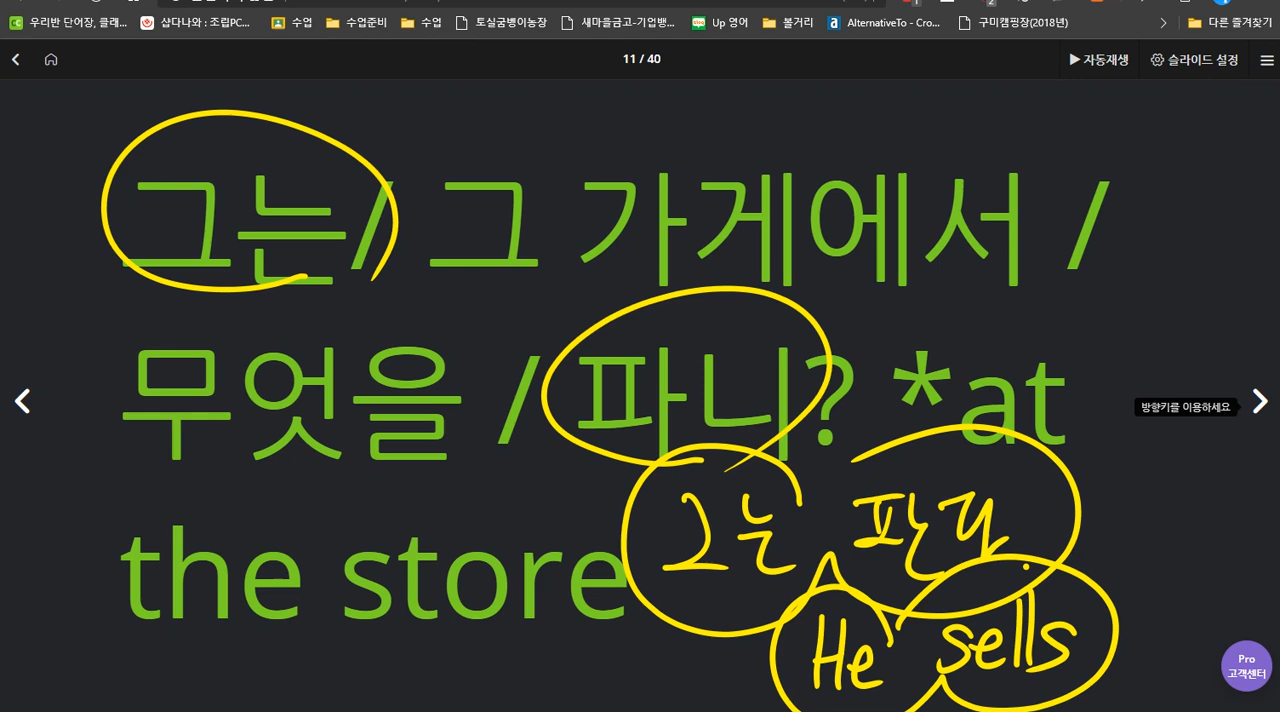 우리반 단어장, 클래...
샵다나와 : 조립PC...
수업
수업준비
수업
토실굼벵이농장
새마을금고-기업뱅...
Up 영어
볼거리
AlternativeTo - Cro...
구미캠핑장(2018년)
다른 즐겨찾기
11 / 40
자동재생
슬라이드 설정
그는/ 그 가게에서 /
무엇을 / 파니? *at
the store
방향키를 이용하세요
그는 판다.
He sells
Pro
고객센터